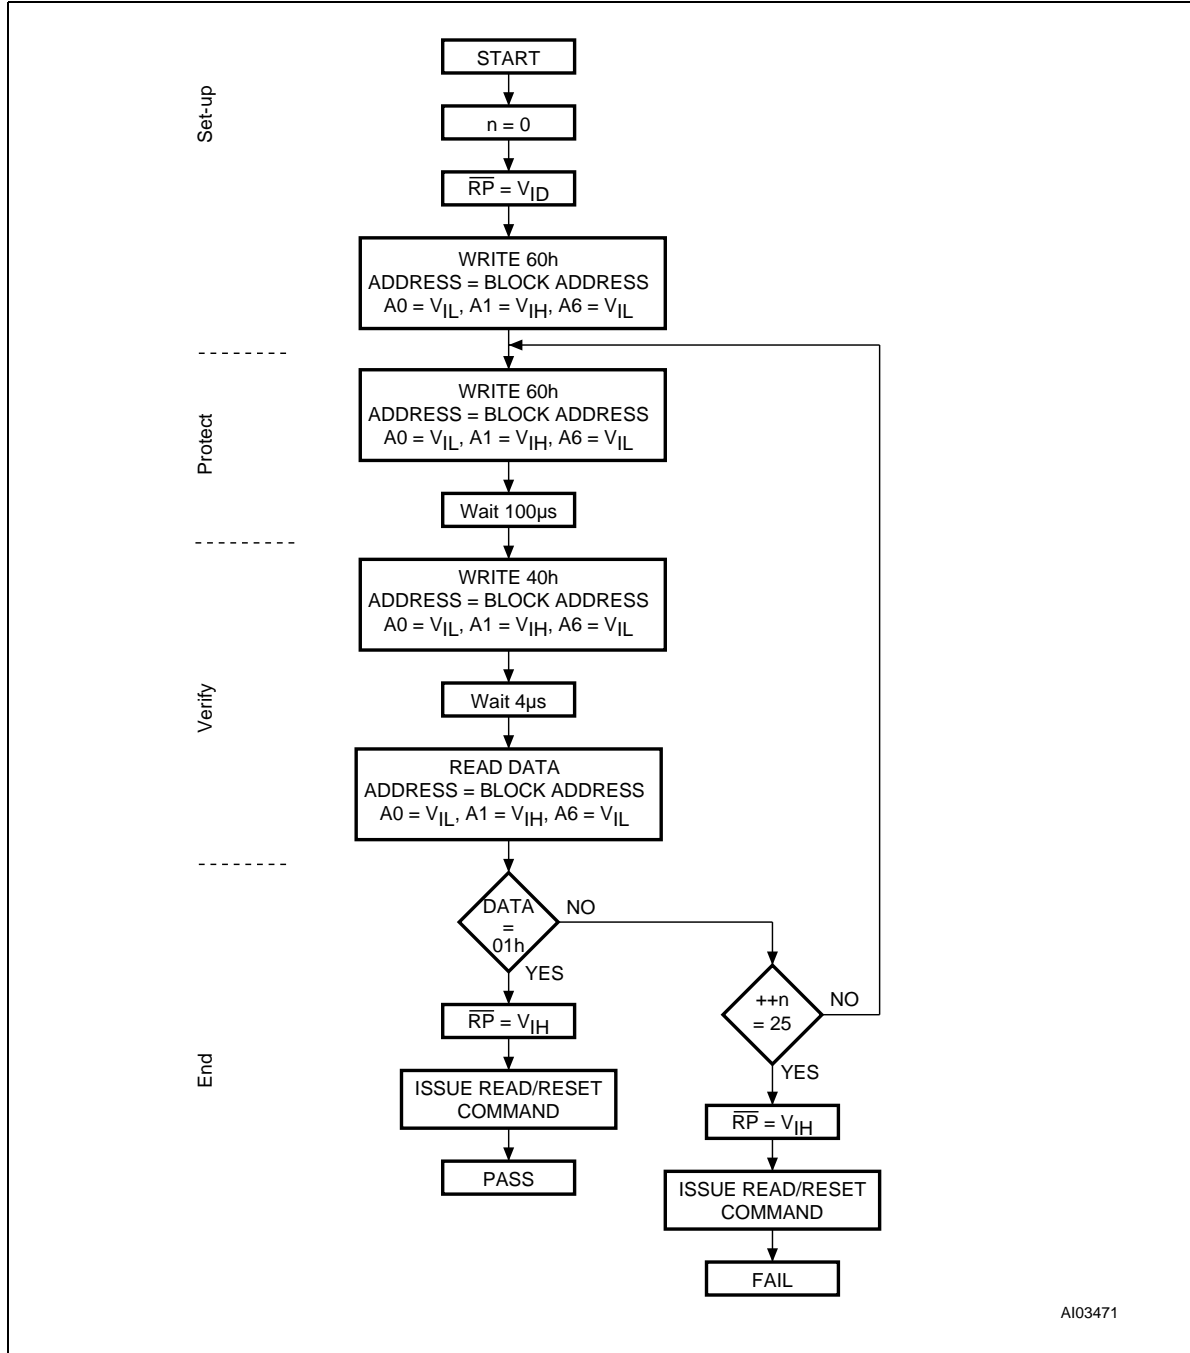 START
Set-up
n = 0
R̅P̅ = VID
WRITE 60h
ADDRESS = BLOCK ADDRESS
A0 = VIL, A1 = VIH, A6 = VIL
Protect
WRITE 60h
ADDRESS = BLOCK ADDRESS
A0 = VIL, A1 = VIH, A6 = VIL
Wait 100µs
Verify
WRITE 40h
ADDRESS = BLOCK ADDRESS
A0 = VIL, A1 = VIH, A6 = VIL
Wait 4µs
READ DATA
ADDRESS = BLOCK ADDRESS
A0 = VIL, A1 = VIH, A6 = VIL
End
DATA
=
01h
NO
YES
R̅P̅ = VIH
ISSUE READ/RESET
COMMAND
PASS
++n
= 25
NO
YES
R̅P̅ = VIH
ISSUE READ/RESET
COMMAND
FAIL
AI03471